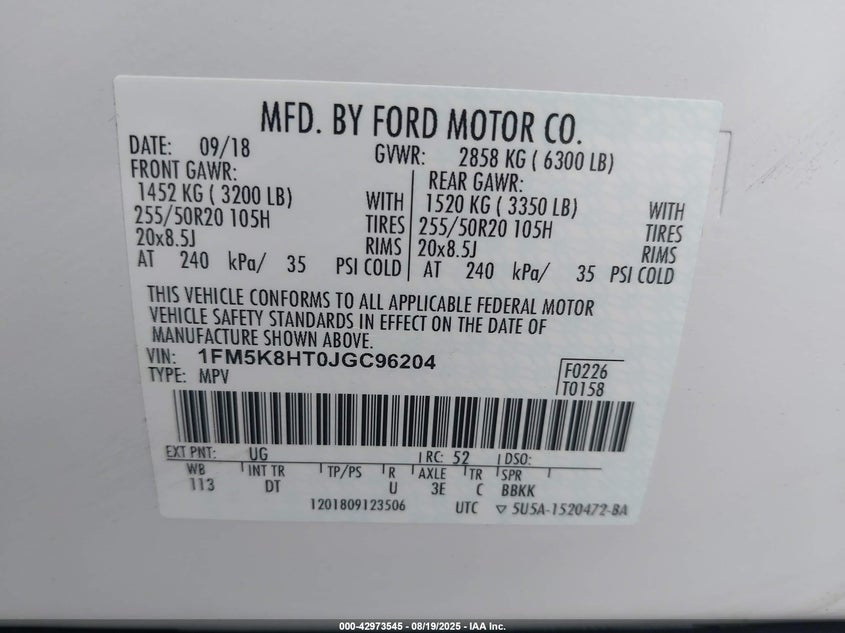 MFD. BY FORD MOTOR CO.
DATE: 09/18 GVWR: 2858 KG ( 6300 LB)
FRONT GAWR: REAR GAWR:
1452 KG ( 3200 LB) WITH 1520 KG ( 3350 LB) WITH
255/50R20 105H TIRES 255/50R20 105H TIRES
20x8.5J RIMS 20x8.5J RIMS
AT 240 kPa/ 35 PSI COLD AT 240 kPa/ 35 PSI COLD
THIS VEHICLE CONFORMS TO ALL APPLICABLE FEDERAL MOTOR
VEHICLE SAFETY STANDARDS IN EFFECT ON THE DATE OF
MANUFACTURE SHOWN ABOVE.
VIN: 1FM5K8HT0JGC96204
TYPE: MPV
F0226
T0158
EXT PNT: UG RC: 52 DSO:
WB INT TR TP/PS R AXLE TR SPR
113 DT U 3E C BBKK
1201809123506 UTC ▽ 5U5A-1520472-BA
000-42973545 - 08/19/2025 - IAA Inc.